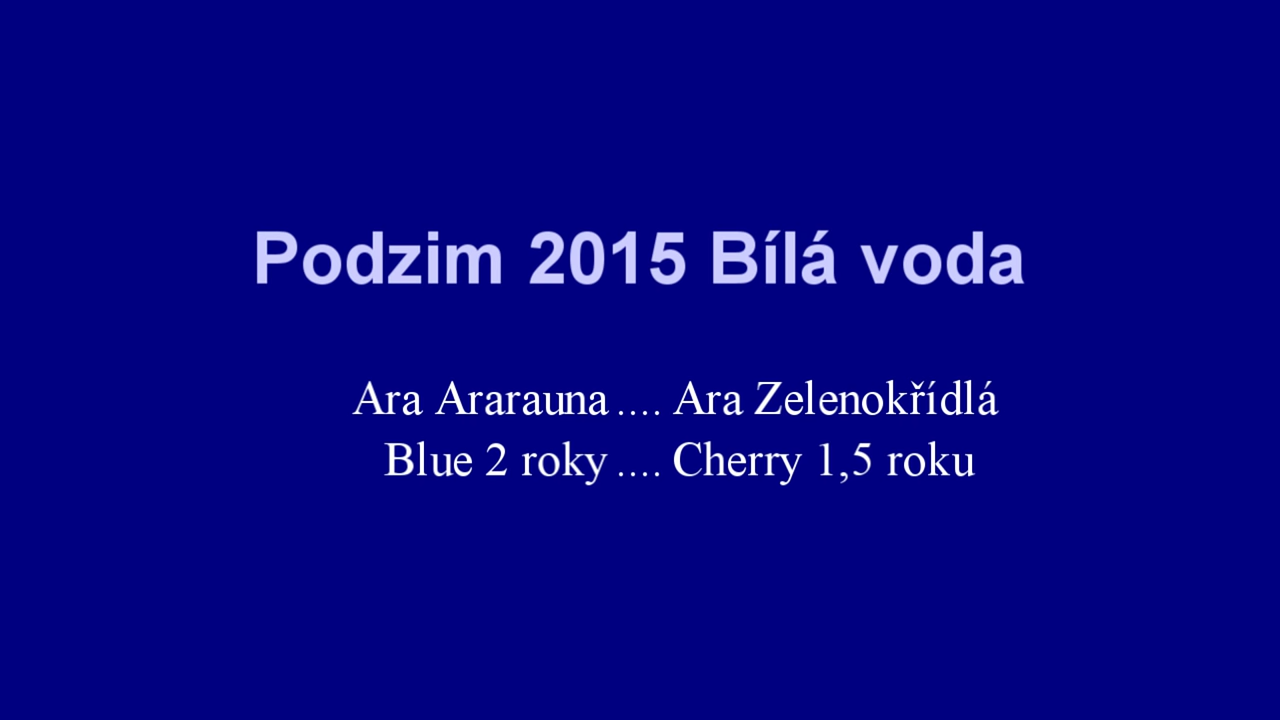 Podzim 2015 Bílá voda
Ara Ararauna .... Ara Zelenokřídlá
Blue 2 roky .... Cherry 1,5 roku